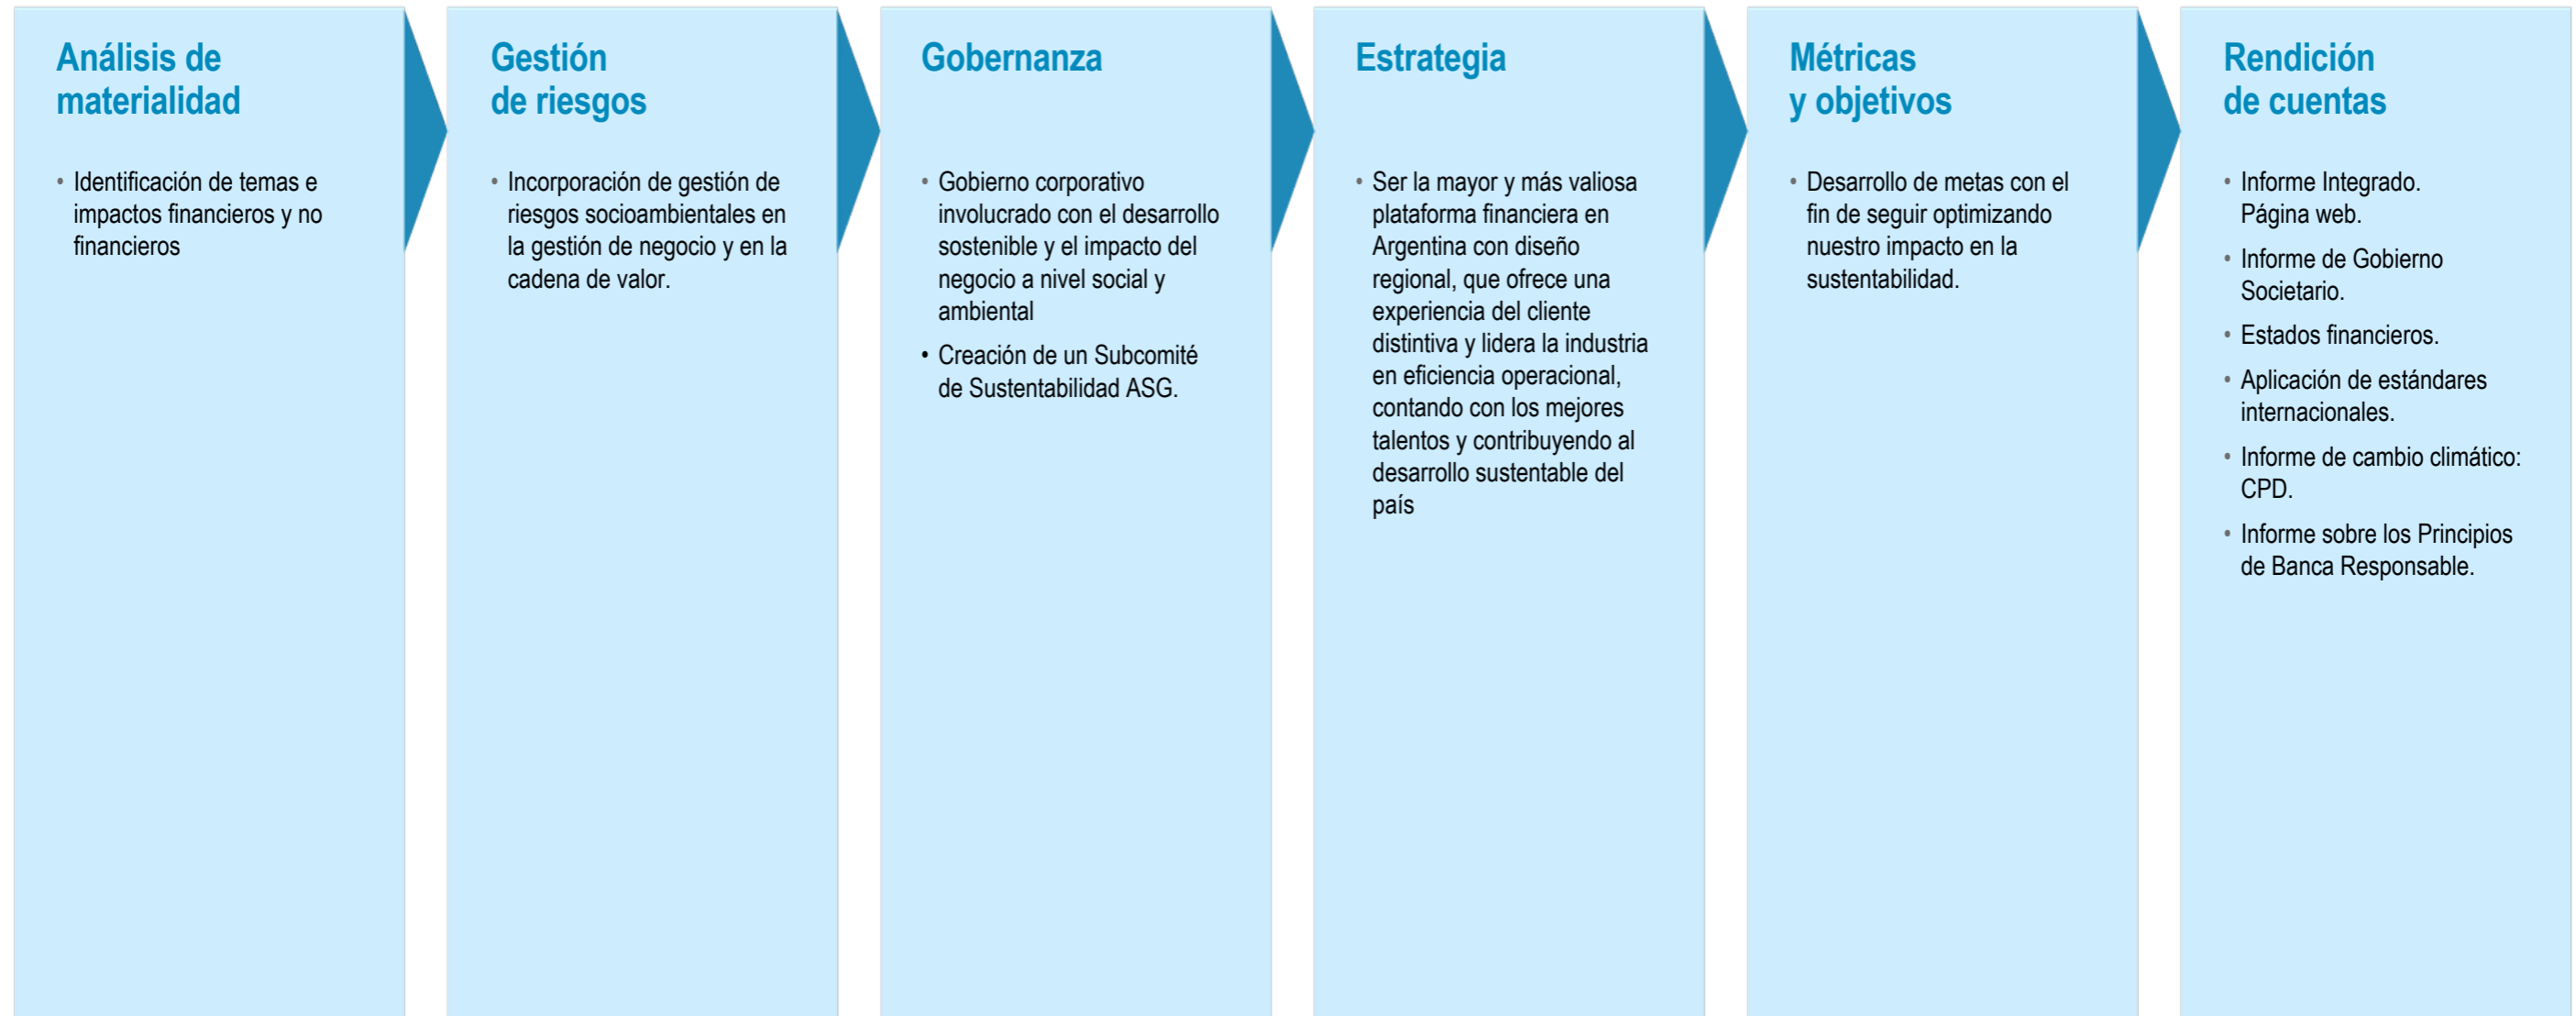 Análisis de
materialidad
• Identificación de temas e
impactos financieros y no
financieros
Gestión
de riesgos
• Incorporación de gestión de
riesgos socioambientales en
la gestión de negocio y en la
cadena de valor.
Gobernanza
• Gobierno corporativo
involucrado con el desarrollo
sostenible y el impacto del
negocio a nivel social y
ambiental
• Creación de un Subcomité
de Sustentabilidad ASG.
Estrategia
• Ser la mayor y más valiosa
plataforma financiera en
Argentina con diseño
regional, que ofrece una
experiencia del cliente
distintiva y lidera la industria
en eficiencia operacional,
contando con los mejores
talentos y contribuyendo al
desarrollo sustentable del
país
Métricas
y objetivos
• Desarrollo de metas con el
fin de seguir optimizando
nuestro impacto en la
sustentabilidad.
Rendición
de cuentas
• Informe Integrado.
Página web.
• Informe de Gobierno
Societario.
• Estados financieros.
• Aplicación de estándares
internacionales.
• Informe de cambio climático:
CPD.
• Informe sobre los Principios
de Banca Responsable.